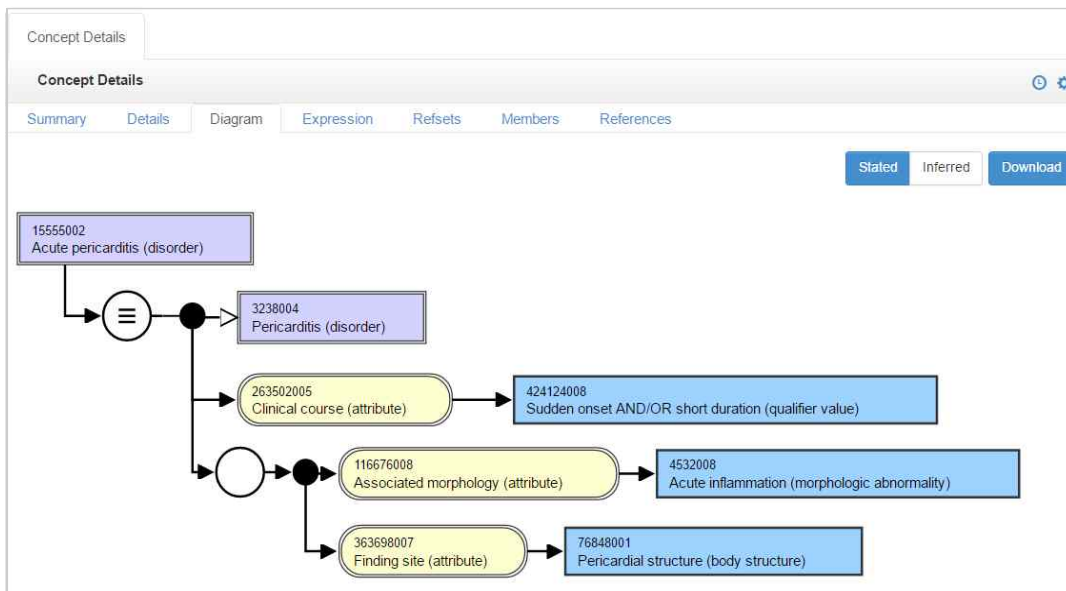 Concept Details
Concept Details
Summary Details Diagram Expression Refsets Members References
Stated Inferred Download
15555002
Acute pericarditis (disorder)
≡
3238004
Pericarditis (disorder)
263502005
Clinical course (attribute)
424124008
Sudden onset AND/OR short duration (qualifier value)
116676008
Associated morphology (attribute)
4532008
Acute inflammation (morphologic abnormality)
363698007
Finding site (attribute)
76848001
Pericardial structure (body structure)